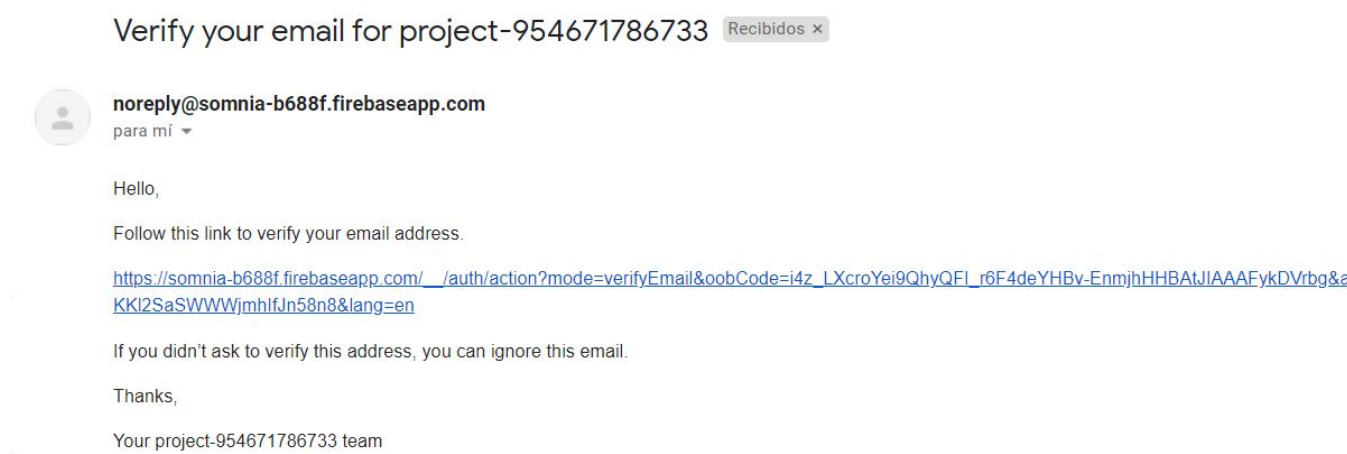 Verify your email for project-954671786733 Recibidos ×
noreply@somnia-b688f.firebaseapp.com
para mí
Hello,
Follow this link to verify your email address.
https://somnia-b688f.firebaseapp.com/__/auth/action?mode=verifyEmail&oobCode=i4z_LXcroYei9QhyQFI_r6F4deYHBv-EnmjhHHBAtJIAAAFykDVrbg&a
KKl2SaSWWWjmhIfJn58n8&lang=en
If you didn’t ask to verify this address, you can ignore this email.
Thanks,
Your project-954671786733 team